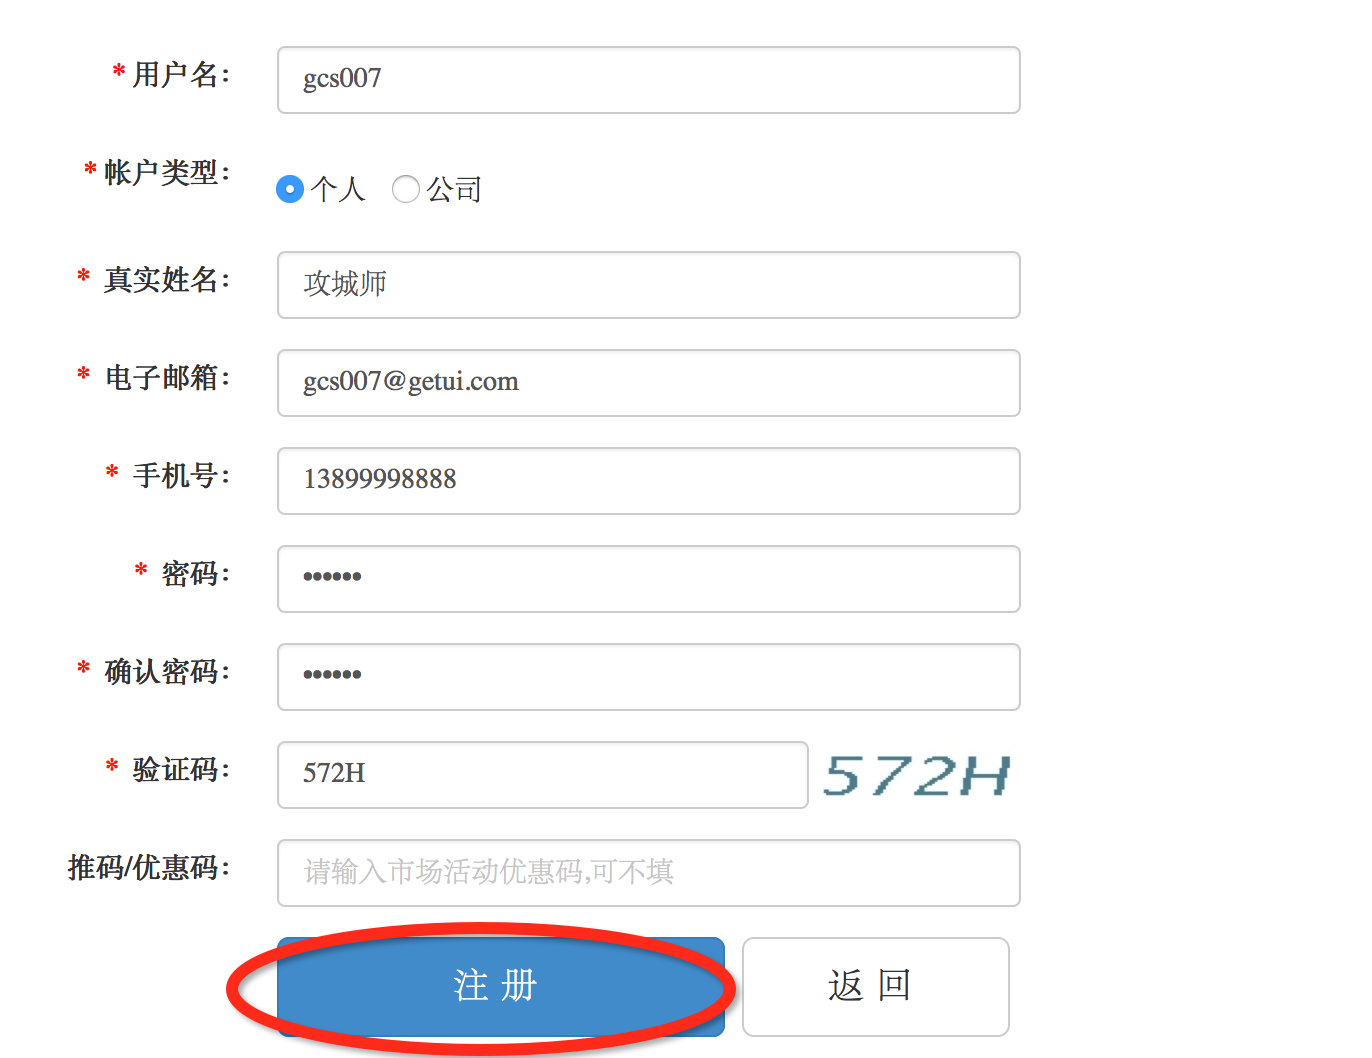 *用户名： gcs007
*帐户类型： 个人 公司
* 真实姓名： 攻城师
* 电子邮箱： gcs007@getui.com
* 手机号： 13899998888
* 密码： ••••••
* 确认密码： ••••••
* 验证码： 572H 572H
推码/优惠码： 请输入市场活动优惠码,可不填
注 册 返 回